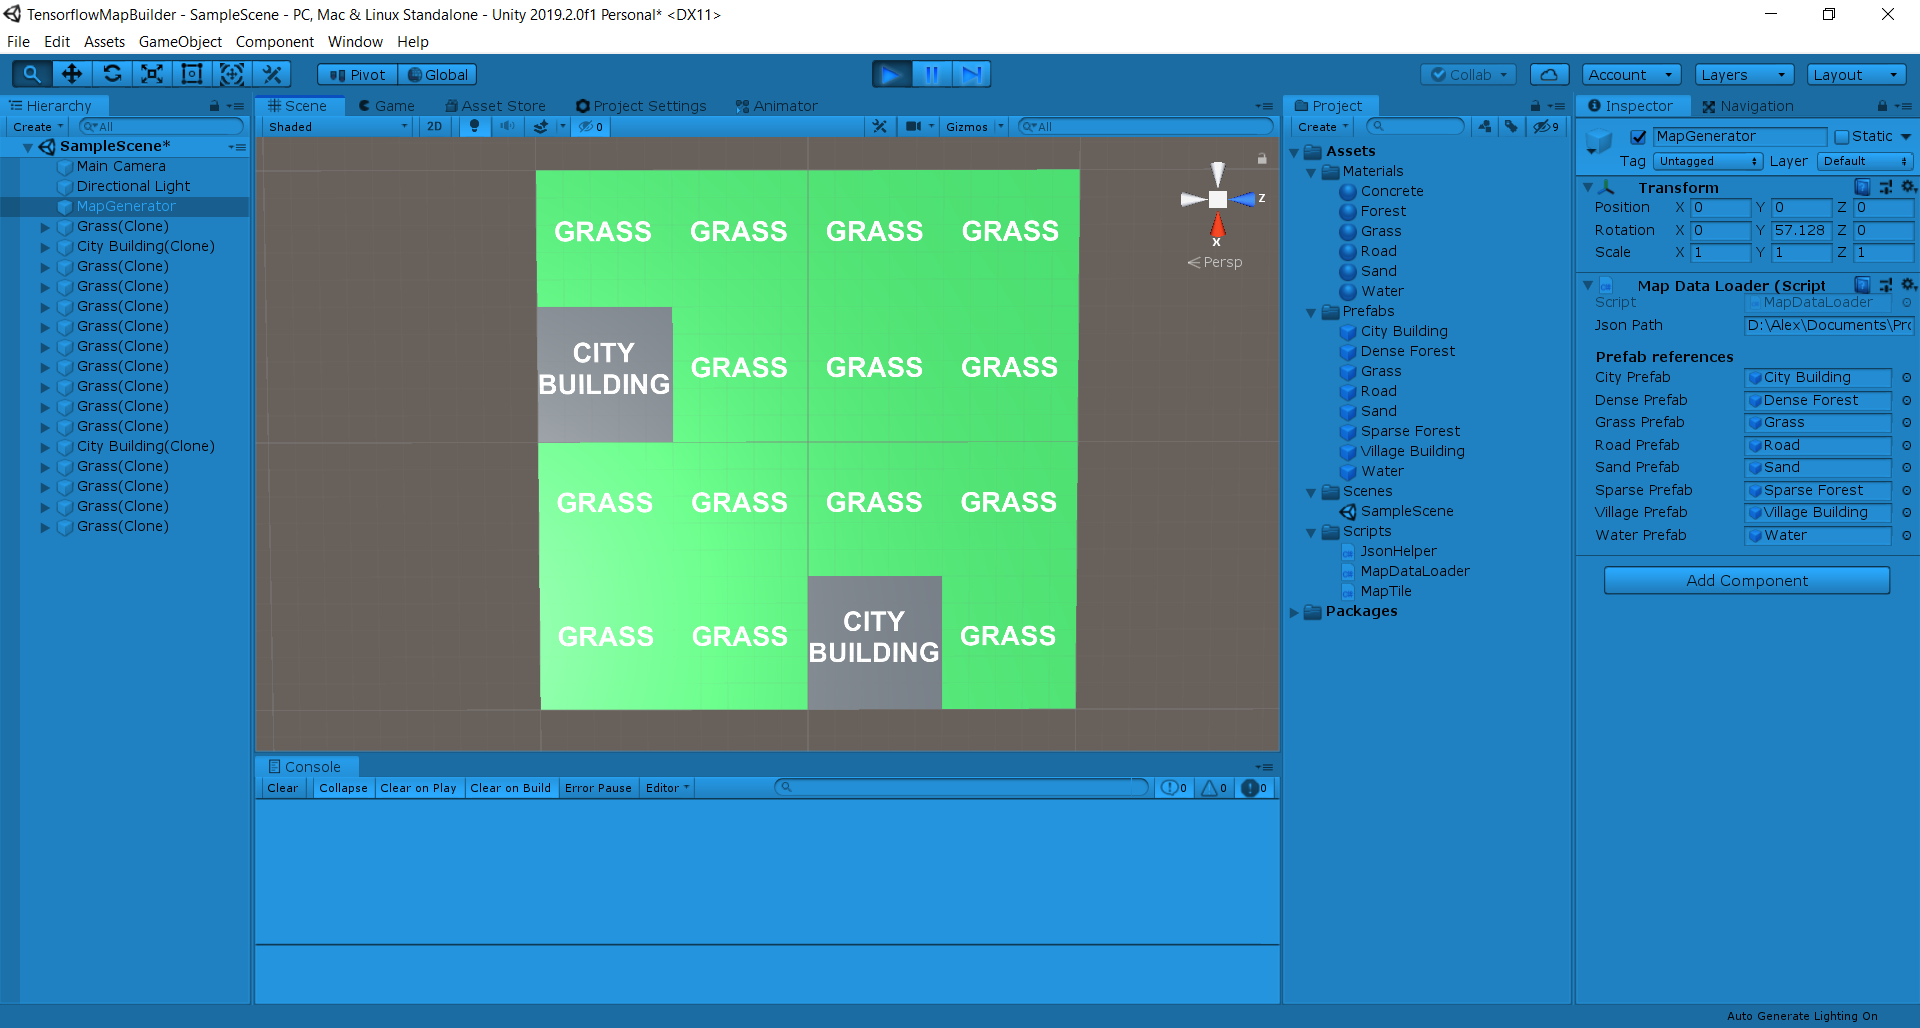 TensorflowMapBuilder - SampleScene - PC, Mac & Linux Standalone - Unity 2019.2.0f1 Personal* <DX11>
File Edit Assets GameObject Component Window Help
Pivot Global Collab Account Layers Layout
Hierarchy
Create All
SampleScene*
Main Camera
Directional Light
MapGenerator
Grass(Clone)
City Building(Clone)
Grass(Clone)
Grass(Clone)
Grass(Clone)
Grass(Clone)
Grass(Clone)
Grass(Clone)
Grass(Clone)
Grass(Clone)
Grass(Clone)
City Building(Clone)
Grass(Clone)
Grass(Clone)
Grass(Clone)
Grass(Clone)
Scene Game Asset Store Project Settings Animator
Shaded 2D 0 Gizmos All
GRASS GRASS GRASS GRASS
CITY
BUILDING GRASS GRASS GRASS
GRASS GRASS GRASS GRASS
GRASS GRASS CITY
BUILDING GRASS
Z
X
Persp
Console
Clear Collapse Clear on Play Clear on Build Error Pause Editor 0 0 0
Project
Create 9
Assets
Materials
Concrete
Forest
Grass
Road
Sand
Water
Prefabs
City Building
Dense Forest
Grass
Road
Sand
Sparse Forest
Village Building
Water
Scenes
SampleScene
Scripts
JsonHelper
MapDataLoader
MapTile
Packages
Inspector Navigation
MapGenerator Static
Tag Untagged Layer Default
Transform
Position X 0 Y 0 Z 0
Rotation X 0 Y 57.128 Z 0
Scale X 1 Y 1 Z 1
Map Data Loader (Script
Script MapDataLoader
Json Path D:\Alex\Documents\Pro
Prefab references
City Prefab City Building
Dense Prefab Dense Forest
Grass Prefab Grass
Road Prefab Road
Sand Prefab Sand
Sparse Prefab Sparse Forest
Village Prefab Village Building
Water Prefab Water
Add Component
Auto Generate Lighting On